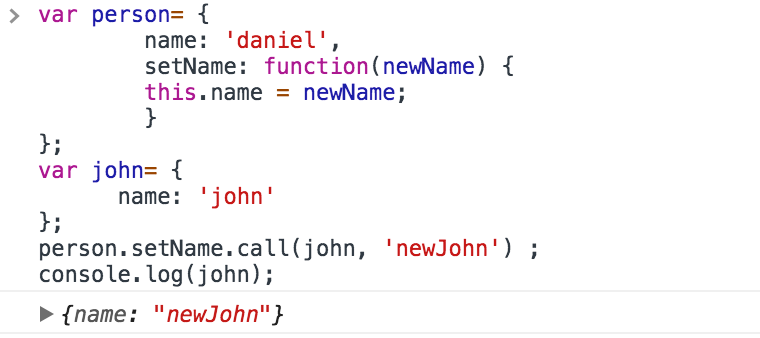 > var person= {
name: 'daniel',
setName: function(newName) {
this.name = newName;
}
};
var john= {
name: 'john'
};
person.setName.call(john, 'newJohn') ;
console.log(john);
▶ {name: "newJohn"}